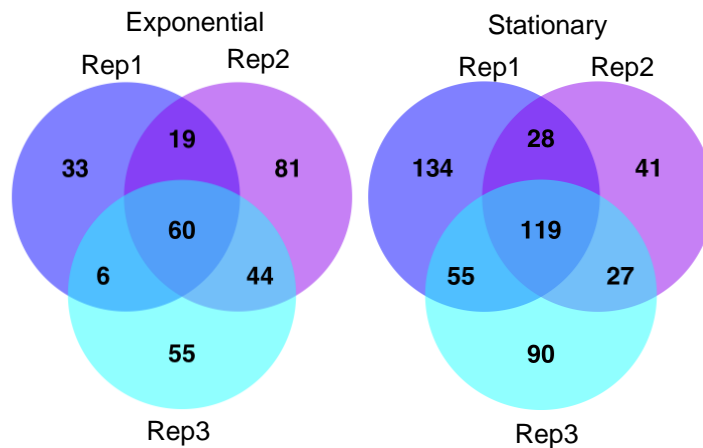 Exponential
Rep1
Rep2
19
33
81
60
6
44
55
Rep3
Stationary
Rep1
Rep2
28
134
41
119
55
27
90
Rep3